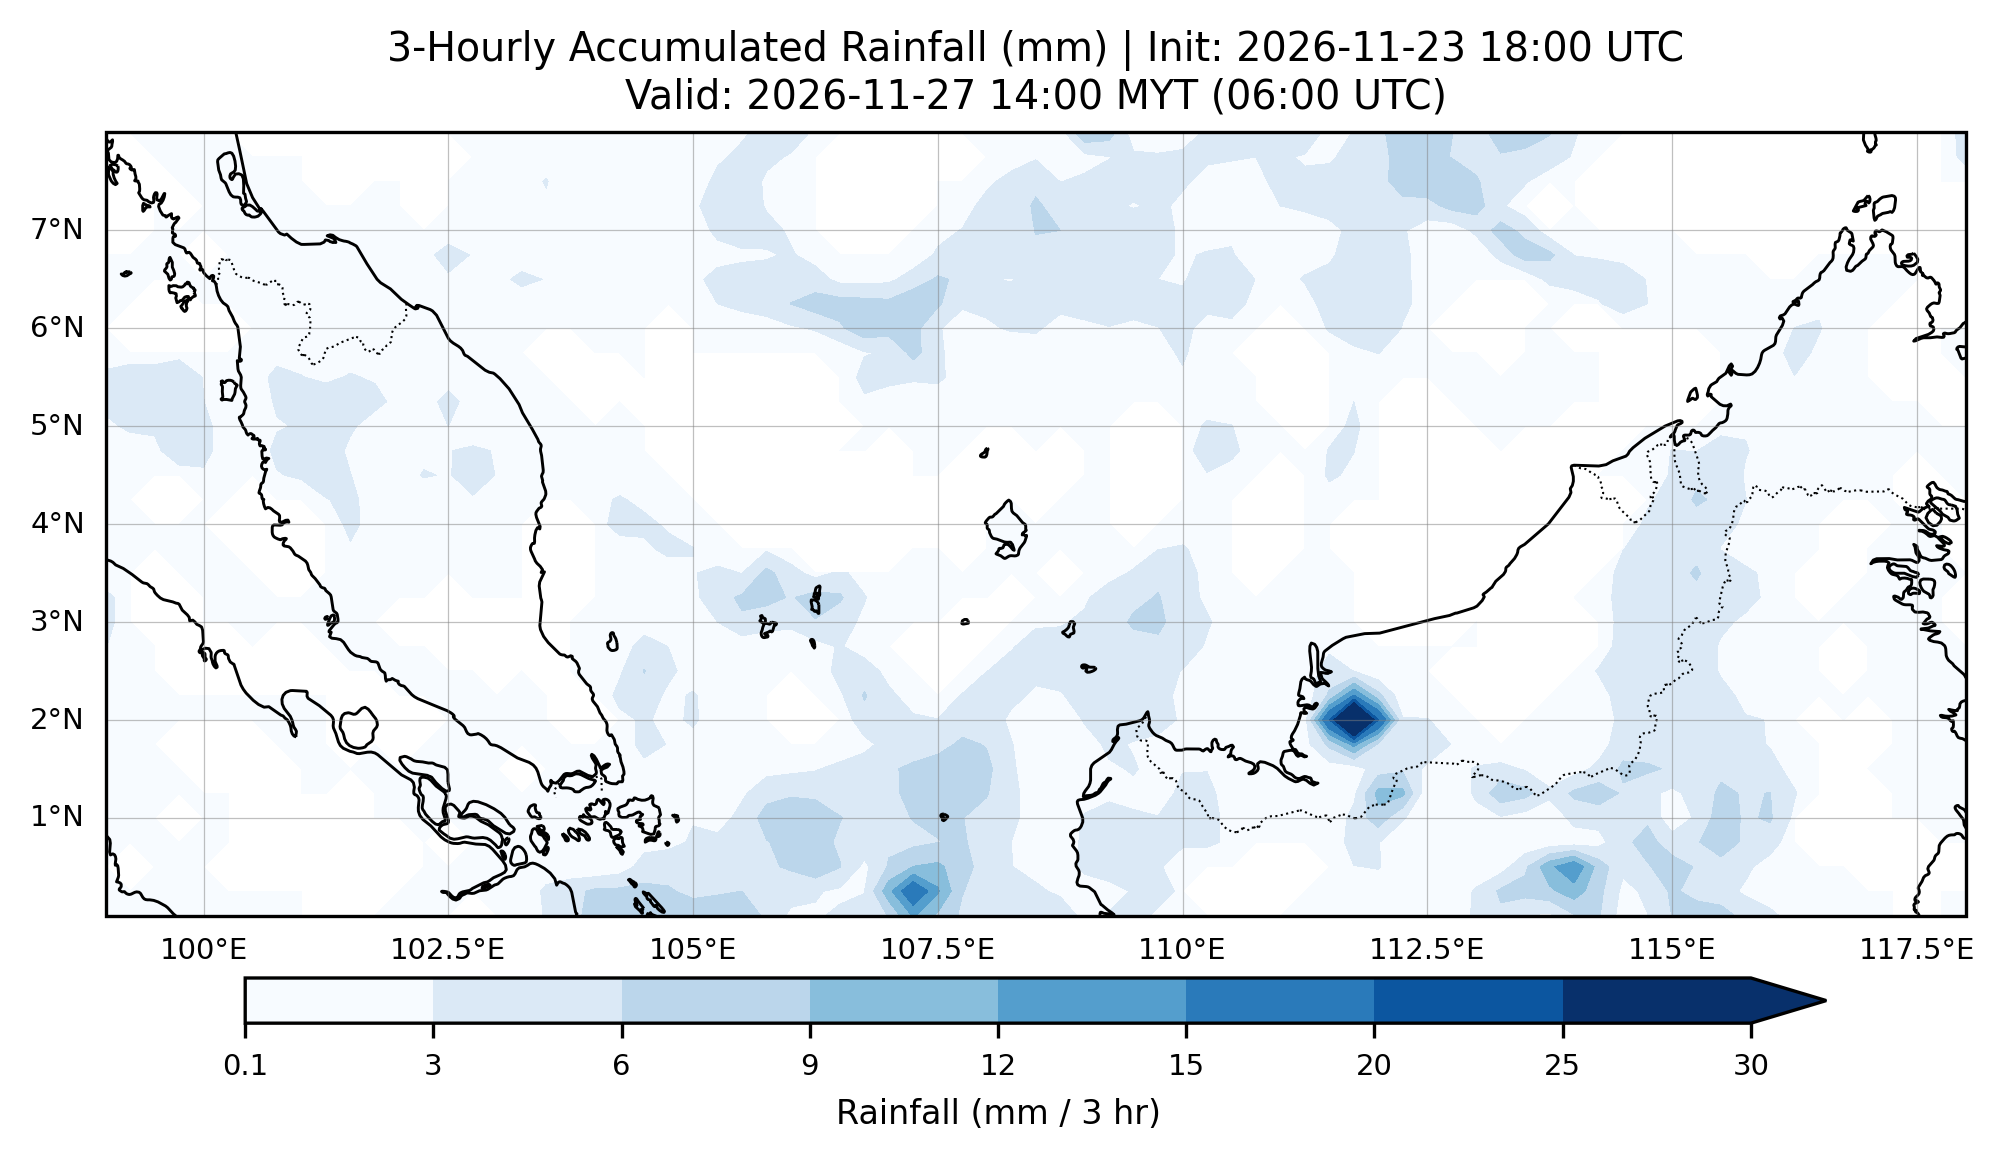 3-Hourly Accumulated Rainfall (mm) | Init: 2026-11-23 18:00 UTC
Valid: 2026-11-27 14:00 MYT (06:00 UTC)
7°N
6°N
5°N
4°N
3°N
2°N
1°N
100°E 102.5°E 105°E 107.5°E 110°E 112.5°E 115°E 117.5°E
0.1 3 6 9 12 15 20 25 30
Rainfall (mm / 3 hr)